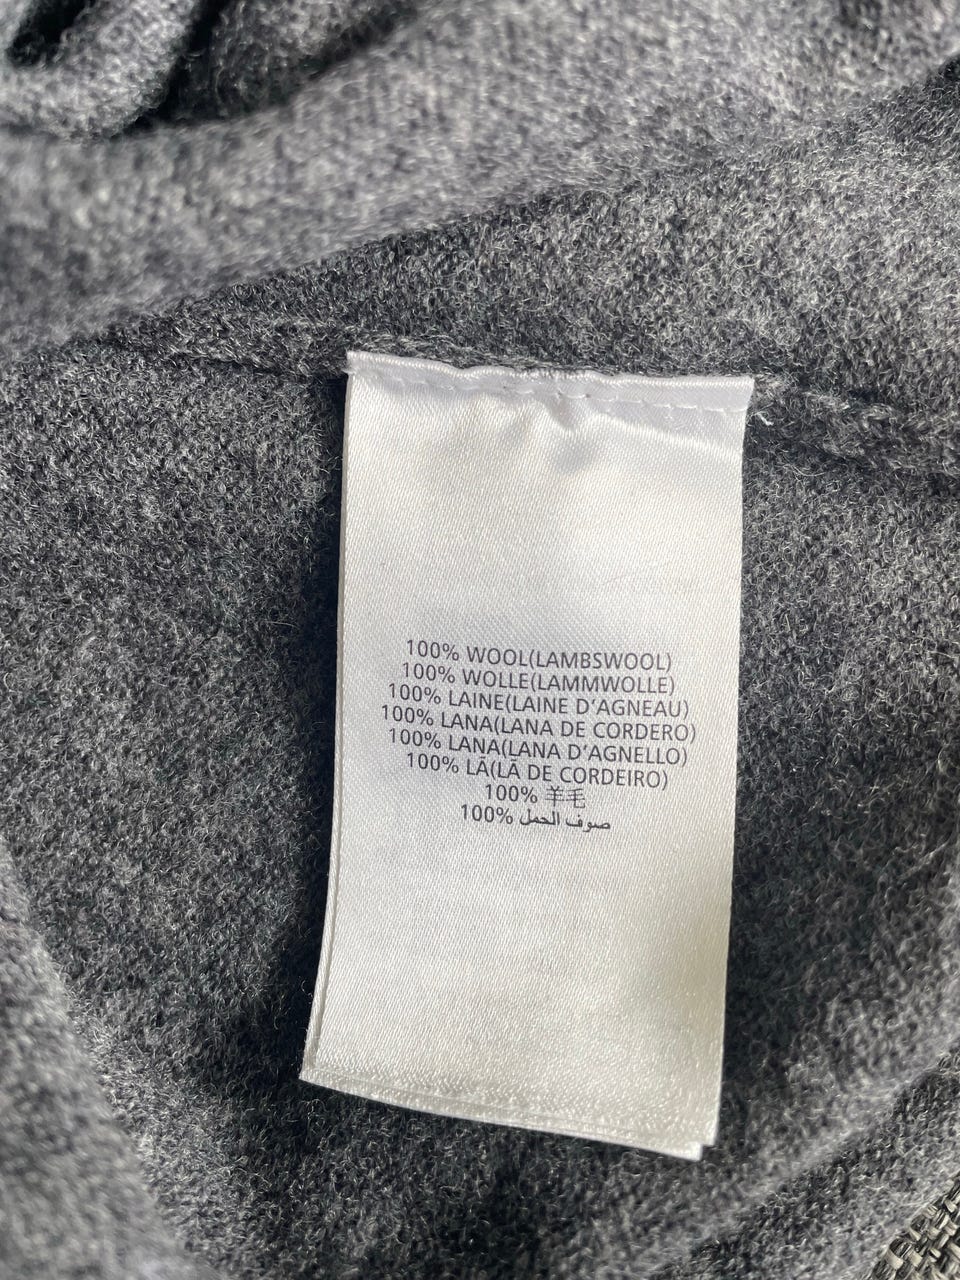 100% WOOL(LAMBSWOOL)
100% WOLLE(LAMMWOLLE)
100% LAINE(LAINE D'AGNEAU)
100% LANA(LANA DE CORDERO)
100% LANA(LANA D'AGNELLO)
100% LÃ(LÃ DE CORDEIRO)
100% 羊毛
100% صوف الحمل